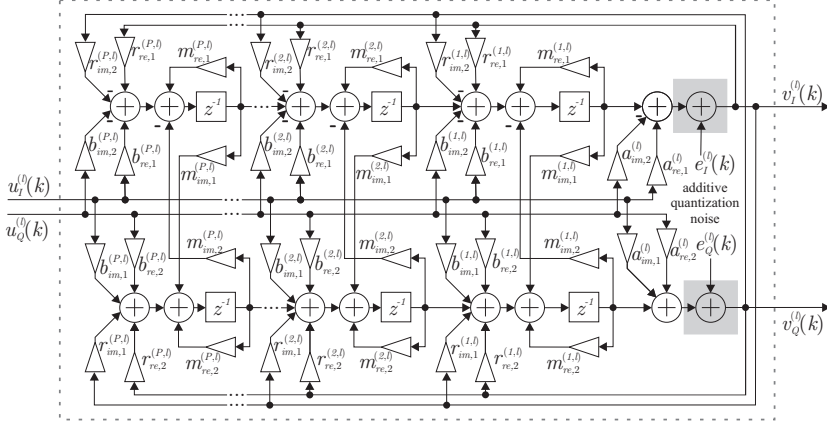 r_{im,2}^{(P,l)} r_{re,1}^{(P,l)} m_{re,1}^{(P,l)} r_{im,2}^{(2,l)} r_{re,1}^{(2,l)} m_{re,1}^{(2,l)} r_{im,2}^{(1,l)} r_{re,1}^{(1,l)} m_{re,1}^{(1,l)}
- + - + z^{-1} - + - + z^{-1} - + - + z^{-1} - + + v_I^{(l)}(k)
b_{im,2}^{(P,l)} b_{re,1}^{(P,l)} m_{im,1}^{(P,l)} b_{im,2}^{(2,l)} b_{re,1}^{(2,l)} m_{im,1}^{(2,l)} b_{im,2}^{(1,l)} b_{re,1}^{(1,l)} m_{im,1}^{(1,l)} a_{im,2}^{(l)} a_{re,1}^{(l)} e_I^{(l)}(k)
u_I^{(l)}(k)
additive
quantization
noise
u_Q^{(l)}(k)
b_{im,1}^{(P,l)} b_{re,2}^{(P,l)} m_{im,2}^{(P,l)} b_{im,1}^{(2,l)} b_{re,2}^{(2,l)} m_{im,2}^{(2,l)} b_{im,1}^{(1,l)} b_{re,2}^{(1,l)} m_{im,2}^{(1,l)} a_{im,1}^{(l)} a_{re,2}^{(l)} e_Q^{(l)}(k)
+ + z^{-1} + + z^{-1} + + z^{-1} + + v_Q^{(l)}(k)
r_{im,1}^{(P,l)} r_{re,2}^{(P,l)} m_{re,2}^{(P,l)} r_{im,1}^{(2,l)} r_{re,2}^{(2,l)} m_{re,2}^{(2,l)} r_{im,1}^{(1,l)} r_{re,2}^{(1,l)} m_{re,2}^{(1,l)}